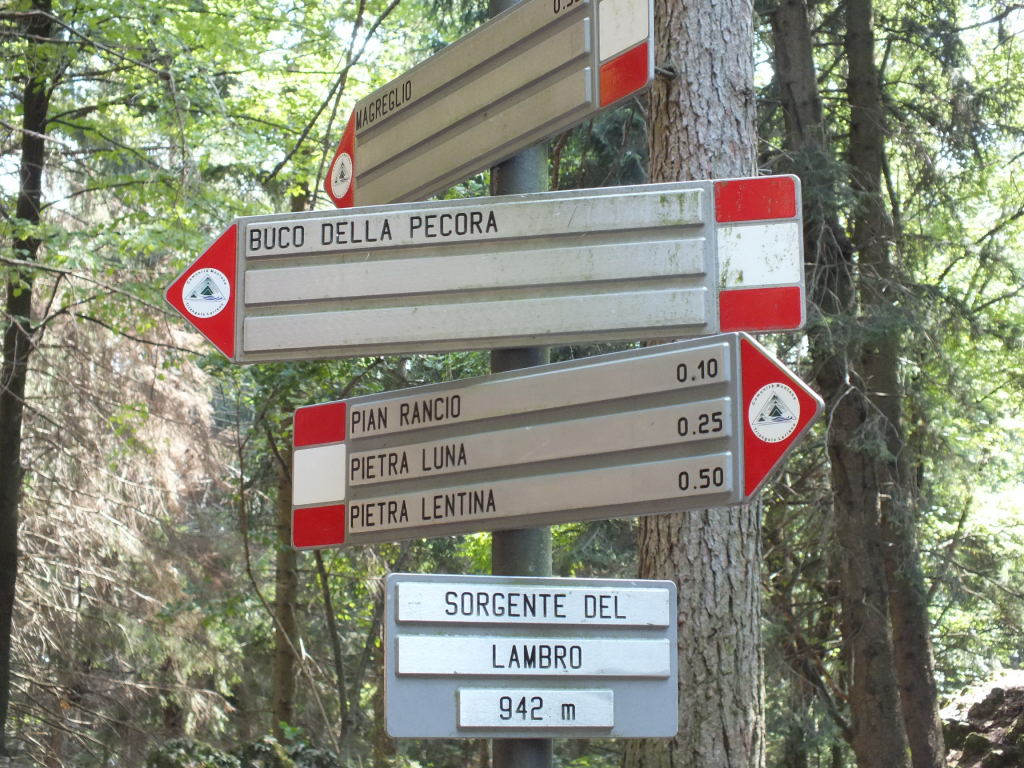 MAGREGLIO
BUCO DELLA PECORA
PIAN RANCIO 0.10
PIETRA LUNA 0.25
PIETRA LENTINA 0.50
SORGENTE DEL
LAMBRO
942 m